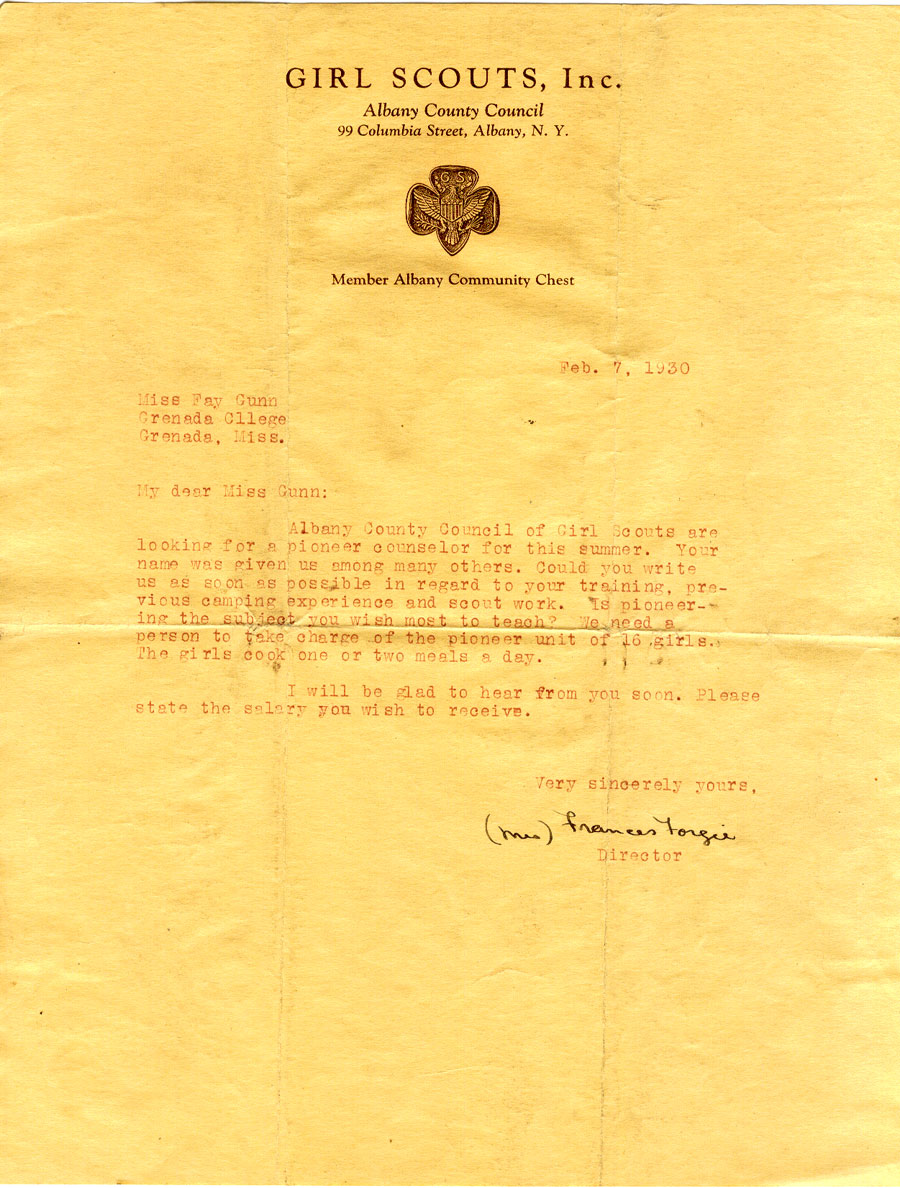 GIRL SCOUTS, Inc.
Albany County Council
99 Columbia Street, Albany, N. Y.
GS
Member Albany Community Chest
Feb. 7, 1930
Miss Fay Gunn
Grenada Cllege
Grenada, Miss.
My dear Miss Gunn:
Albany County Council of Girl Scouts are
looking for a pioneer counselor for this summer. Your
name was given us among many others. Could you write
us as soon as possible in regard to your training, pre-
vious camping experience and scout work. Is pioneer-
ing the subject you wish most to teach? We need a
person to take charge of the pioneer unit of 16 girls.
The girls cook one or two meals a day.
I will be glad to hear from you soon. Please
state the salary you wish to receive.
Very sincerely yours,
(Mrs) Frances Forgie
Director